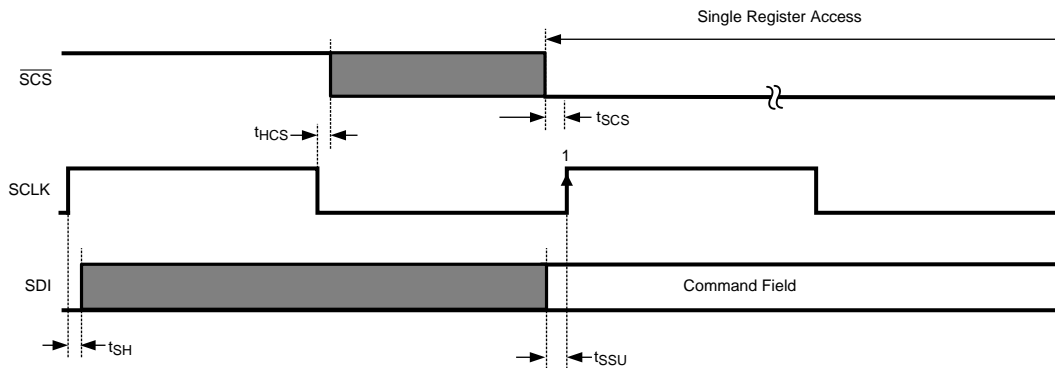 Single Register Access
SCS
tHCS
tSCS
1
SCLK
SDI
Command Field
tSH
tSSU